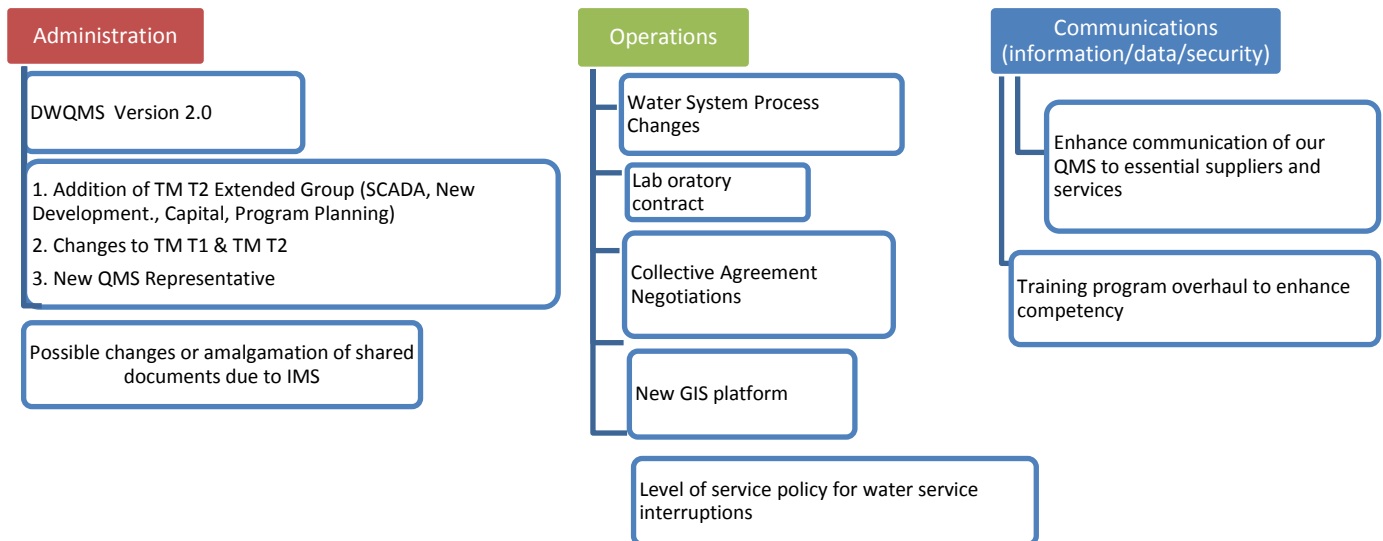 Administration
DWQMS  Version 2.0
1. Addition of TM T2 Extended Group (SCADA, New
Development., Capital, Program Planning)
2. Changes to TM T1 & TM T2
3. New QMS Representative
Possible changes or amalgamation of shared
documents due to IMS
Operations
Water System Process
Changes
Lab oratory
contract
Collective Agreement
Negotiations
New GIS platform
Level of service policy for water service
interruptions
Communications
(information/data/security)
Enhance communication of our
QMS to essential suppliers and
services
Training program overhaul to enhance
competency